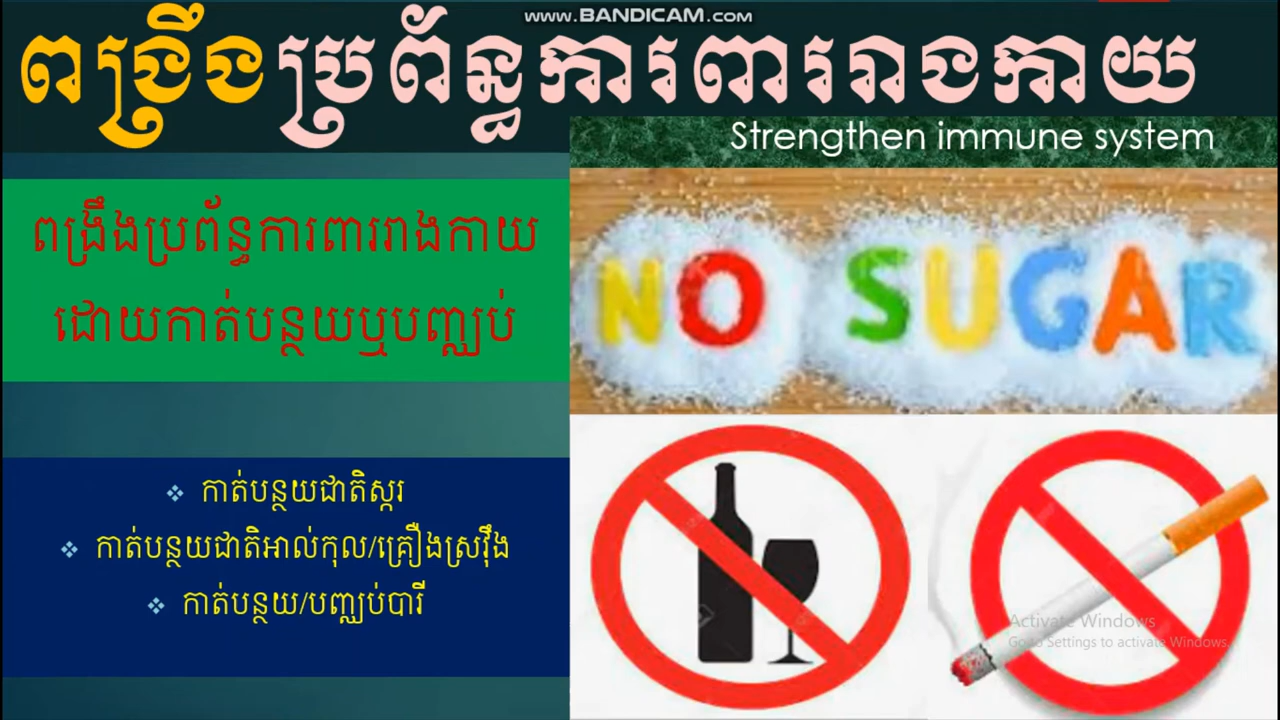 www.BANDICAM.com
ពង្រឹងប្រព័ន្ធការពាររាងកាយ
Strengthen immune system
ពង្រឹងប្រព័ន្ធការពាររាងកាយ
ដោយកាត់បន្ថយឬបញ្ឈប់
NO SUGAR
❖ កាត់បន្ថយជាតិស្ករ
❖ កាត់បន្ថយជាតិអាល់កុល/គ្រឿងស្រវឹង
❖ កាត់បន្ថយ/បញ្ឈប់បារី
Activate Windows
Go to Settings to activate Windows.